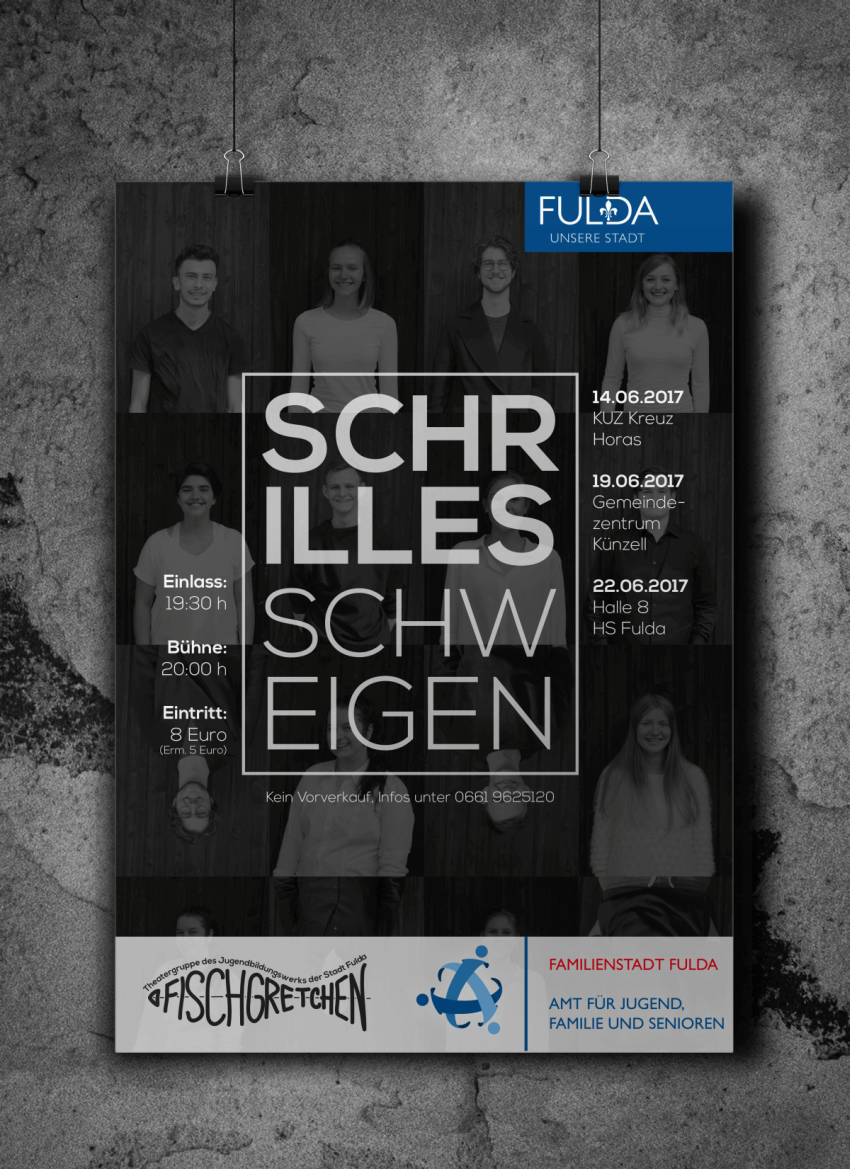 FULDA
UNSERE STADT
SCHR
ILLES
SCHW
EIGEN
14.06.2017
KUZ Kreuz
Horas
19.06.2017
Gemeinde-
zentrum
Künzell
22.06.2017
Halle 8
HS Fulda
Einlass:
19:30 h
Bühne:
20:00 h
Eintritt:
8 Euro
(Erm. 5 Euro)
Kein Vorverkauf, Infos unter 0661 9625120
Theatergruppe des Jugendbildungswerks der Stadt Fulda
FISCHGRETCHEN
FAMILIENSTADT FULDA
AMT FÜR JUGEND,
FAMILIE UND SENIOREN